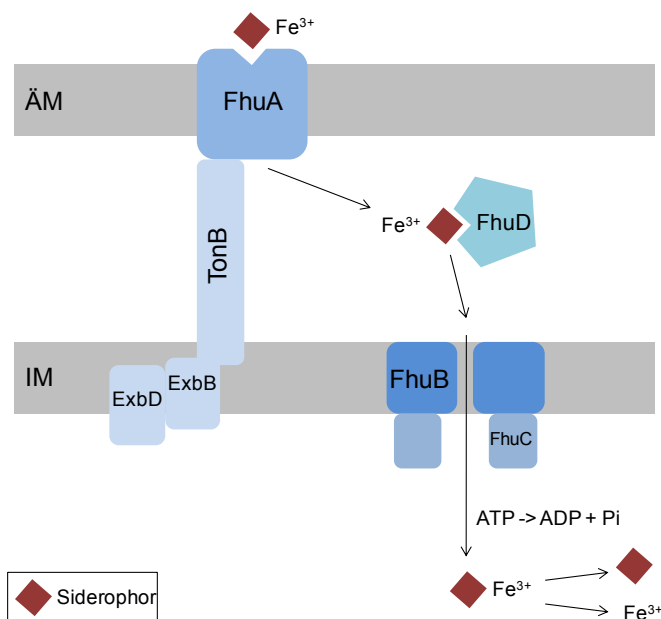 Fe³⁺
ÄM
FhuA
Fe³⁺
FhuD
TonB
IM
ExbD
ExbB
FhuB
FhuC
ATP -> ADP + Pi
Fe³⁺
Siderophor
Fe³⁺